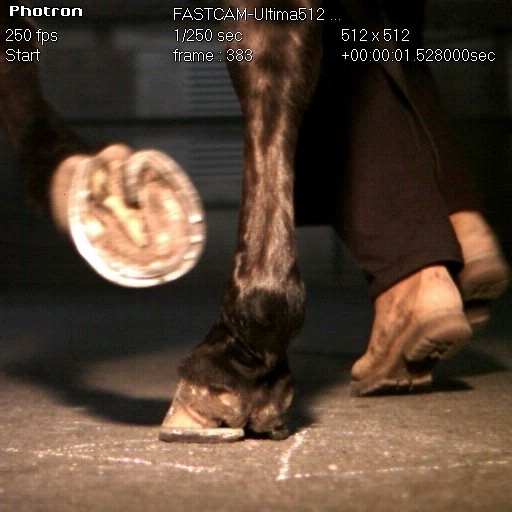 Photron
FASTCAM-Ultima512 ...
250 fps
1/250 sec
512 x 512
Start
frame : 383
+00:00:01.528000sec